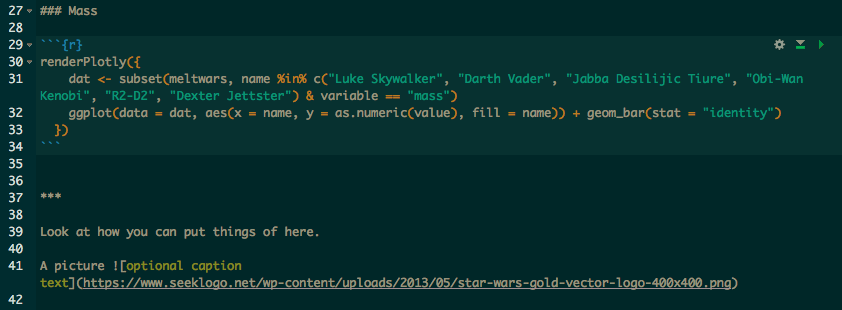 27 ### Mass
28
29 ```{r}
30 renderPlotly({
31 dat <- subset(meltwars, name %in% c("Luke Skywalker", "Darth Vader", "Jabba Desilijic Tiure", "Obi-Wan
Kenobi", "R2-D2", "Dexter Jettster") & variable == "mass")
32 ggplot(data = dat, aes(x = name, y = as.numeric(value), fill = name)) + geom_bar(stat = "identity")
33 })
34 ```
35
36
37 ***
38
39 Look at how you can put things of here.
40
41 A picture ![optional caption
text](https://www.seeklogo.net/wp-content/uploads/2013/05/star-wars-gold-vector-logo-400x400.png)
42